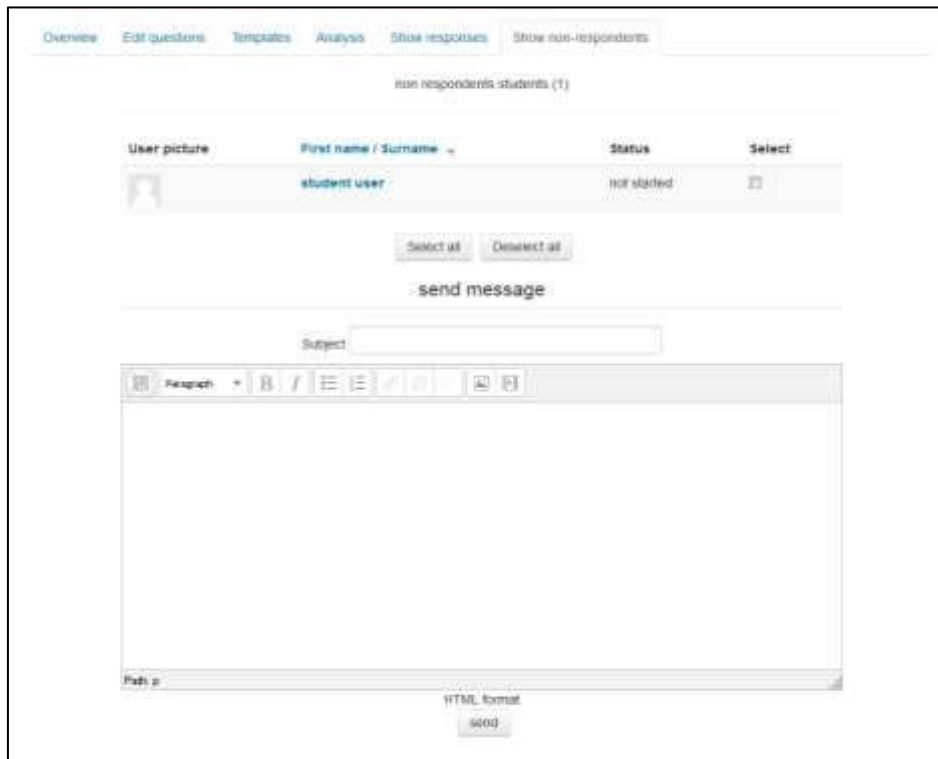 Overview Edit questions Templates Analysis Show responses Show non-respondents
non respondents students (1)
User picture First name / Surname Status Select
student user not started
Select all Deselect all
send message
Subject
Paragraph B I
Path: p
HTML format
send